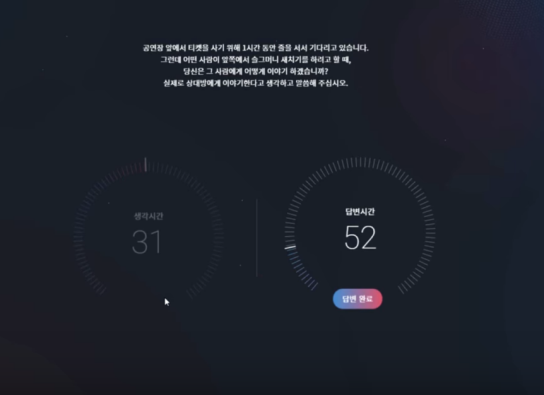 공연장 앞에서 티켓을 사기 위해 1시간 동안 줄을 서서 기다리고 있습니다.
그런데 어떤 사람이 앞쪽에서 슬그머니 새치기를 하려고 할 때,
당신은 그 사람에게 어떻게 이야기 하겠습니까?
실제로 상대방에게 이야기한다고 생각하고 말씀해 주십시오.
생각시간
31
답변시간
52
답변 완료